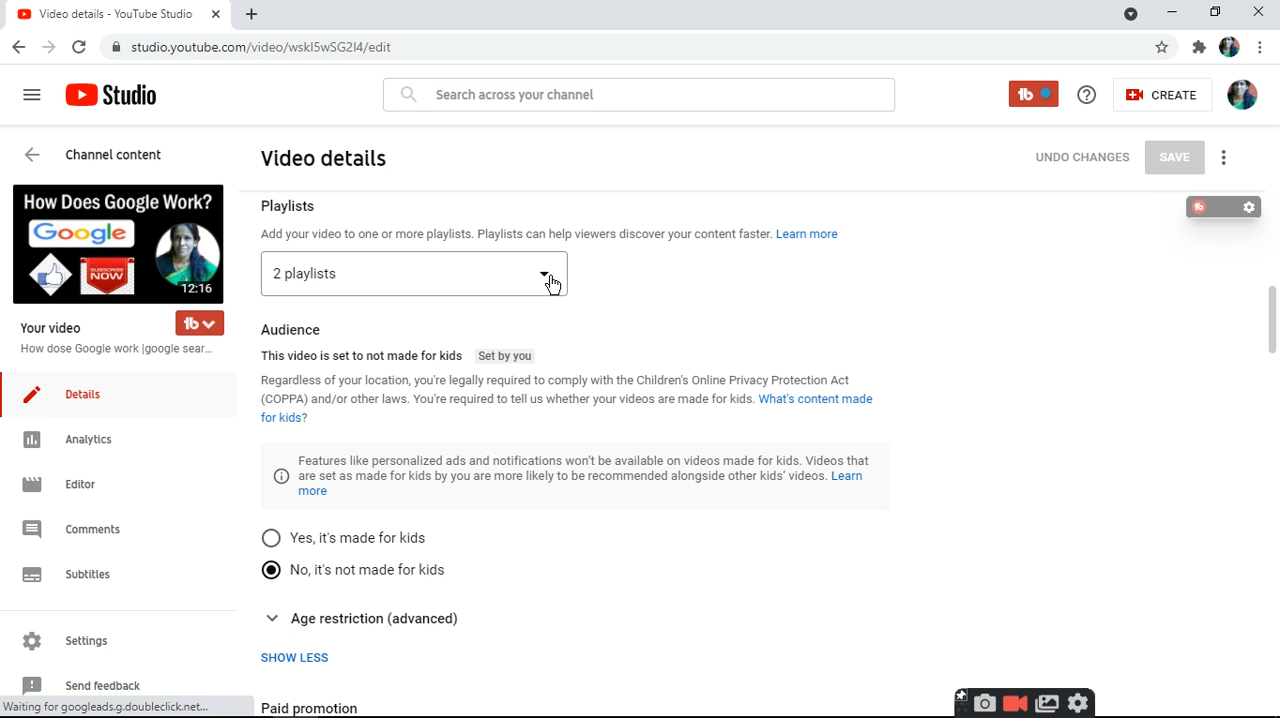 Video details - YouTube Studio
studio.youtube.com/video/wskI5wSG2I4/edit
Studio
Search across your channel
CREATE
Channel content
Video details
UNDO CHANGES
SAVE
How Does Google Work?
Google
SUBSCRIBE
NOW
12:16
Your video
How dose Google work |google sear...
Details
Analytics
Editor
Comments
Subtitles
Settings
Send feedback
Waiting for googleads.g.doubleclick.net...
Playlists
Add your video to one or more playlists. Playlists can help viewers discover your content faster. Learn more
2 playlists
Audience
This video is set to not made for kids Set by you
Regardless of your location, you're legally required to comply with the Children's Online Privacy Protection Act
(COPPA) and/or other laws. You're required to tell us whether your videos are made for kids. What's content made
for kids?
Features like personalized ads and notifications won't be available on videos made for kids. Videos that
are set as made for kids by you are more likely to be recommended alongside other kids' videos. Learn
more
Yes, it's made for kids
No, it's not made for kids
Age restriction (advanced)
SHOW LESS
Paid promotion